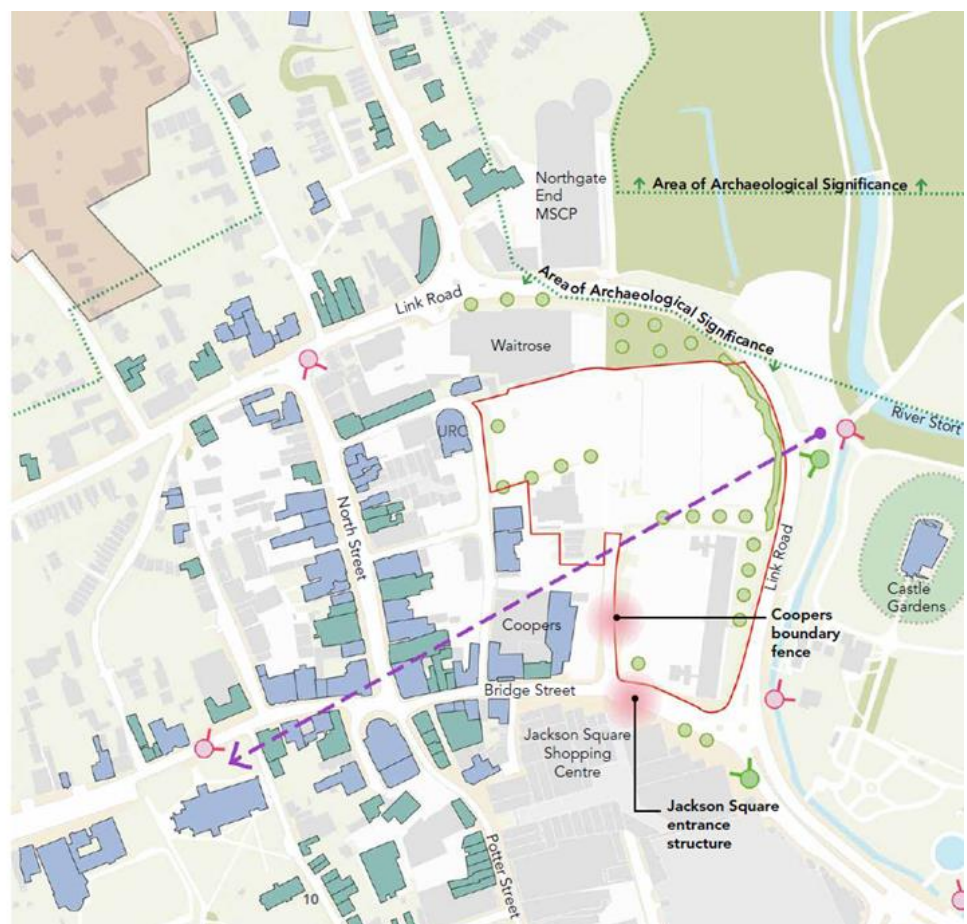 Northgate
End
MSCP
Area of Archaeological Significance
Area of Archaeological Significance
Link Road
Waitrose
URC
River Stort
North Street
Link Road
Castle
Gardens
Coopers
Coopers
boundary
fence
Bridge Street
Jackson Square
Shopping
Centre
Jackson Square
entrance
structure
Potter Street
10